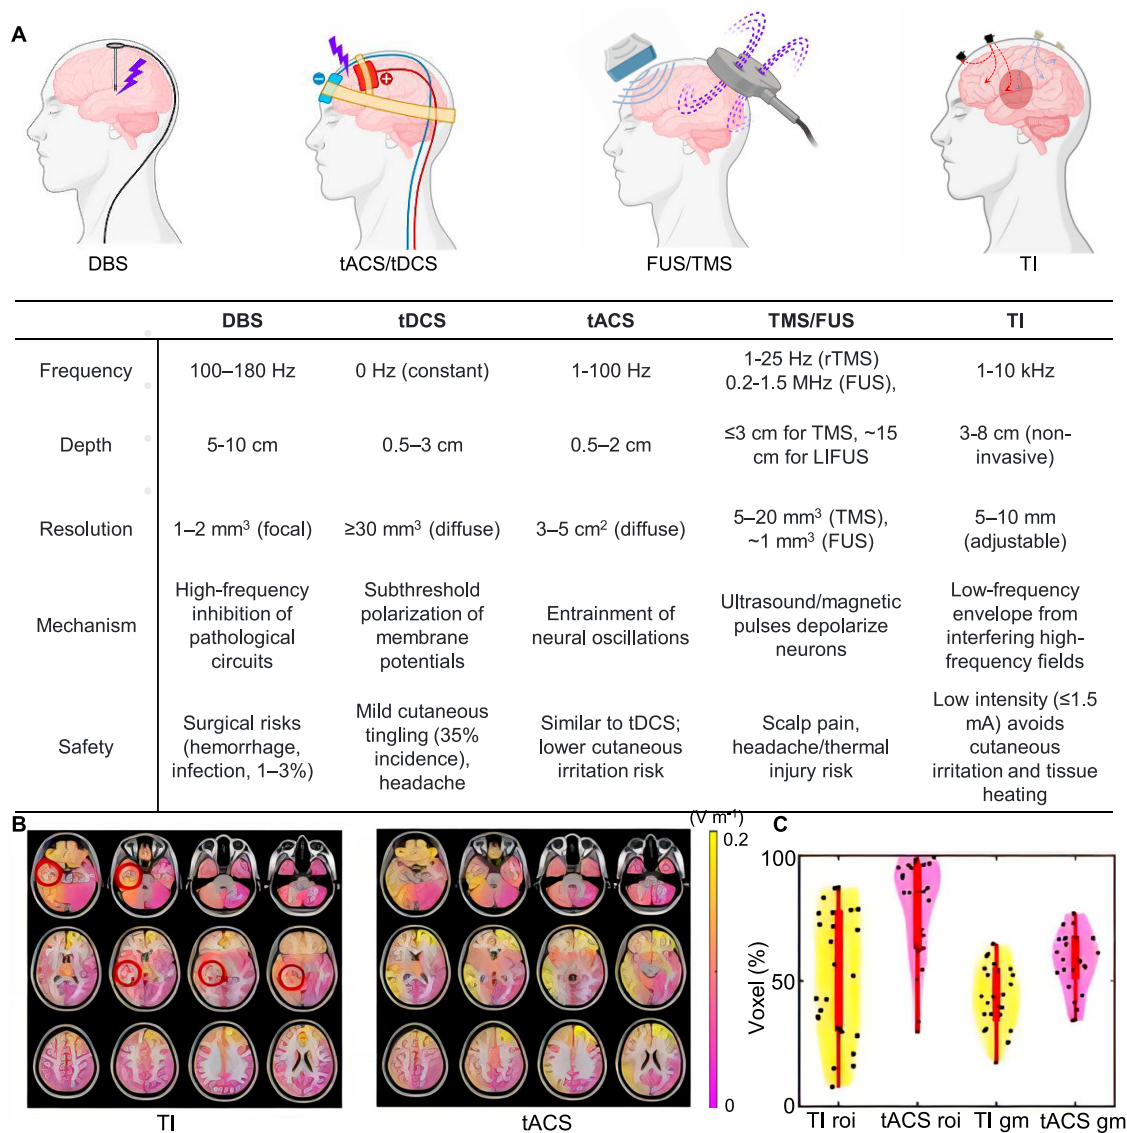 A
DBS
tACS/tDCS
FUS/TMS
TI
DBS tDCS tACS TMS/FUS TI
Frequency
100–180 Hz
0 Hz (constant)
1-100 Hz
1-25 Hz (rTMS)
0.2-1.5 MHz (FUS),
1-10 kHz
Depth
5-10 cm
0.5–3 cm
0.5–2 cm
≤3 cm for TMS, ~15
cm for LIFUS
3-8 cm (non-
invasive)
Resolution
1–2 mm³ (focal)
≥30 mm³ (diffuse)
3–5 cm² (diffuse)
5–20 mm³ (TMS),
~1 mm³ (FUS)
5–10 mm
(adjustable)
Mechanism
High-frequency
inhibition of
pathological
circuits
Subthreshold
polarization of
membrane
potentials
Entrainment of
neural oscillations
Ultrasound/magnetic
pulses depolarize
neurons
Low-frequency
envelope from
interfering high-
frequency fields
Safety
Surgical risks
(hemorrhage,
infection, 1–3%)
Mild cutaneous
tingling (35%
incidence),
headache
Similar to tDCS;
lower cutaneous
irritation risk
Scalp pain,
headache/thermal
injury risk
Low intensity (≤1.5
mA) avoids
cutaneous
irritation and tissue
heating
B
TI
tACS
(V m⁻¹)
0.2
0
C
Voxel (%)
100
50
0
TI roi tACS roi TI gm tACS gm